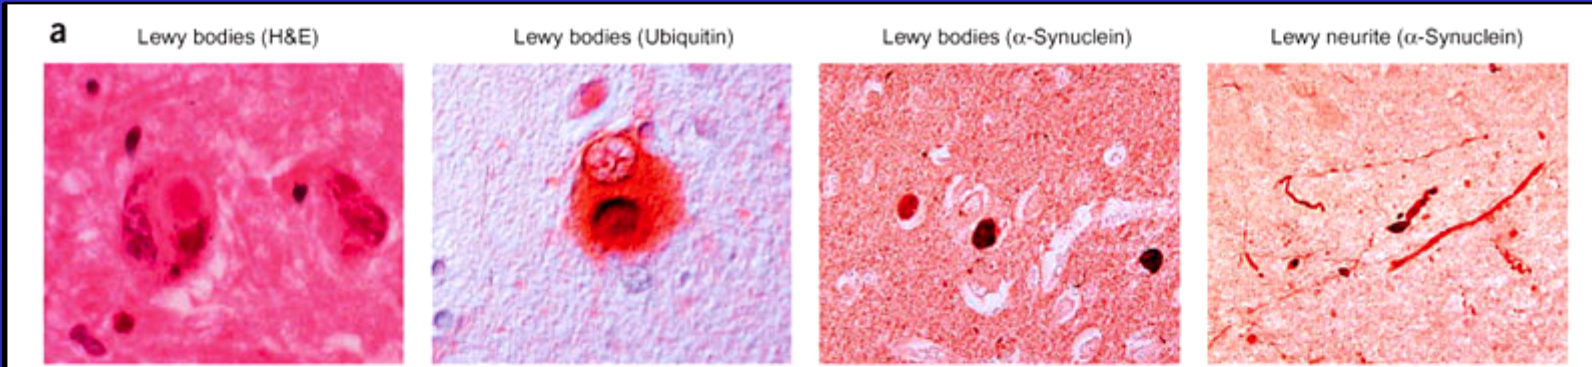 a
Lewy bodies (H&E)
Lewy bodies (Ubiquitin)
Lewy bodies (α-Synuclein)
Lewy neurite (α-Synuclein)